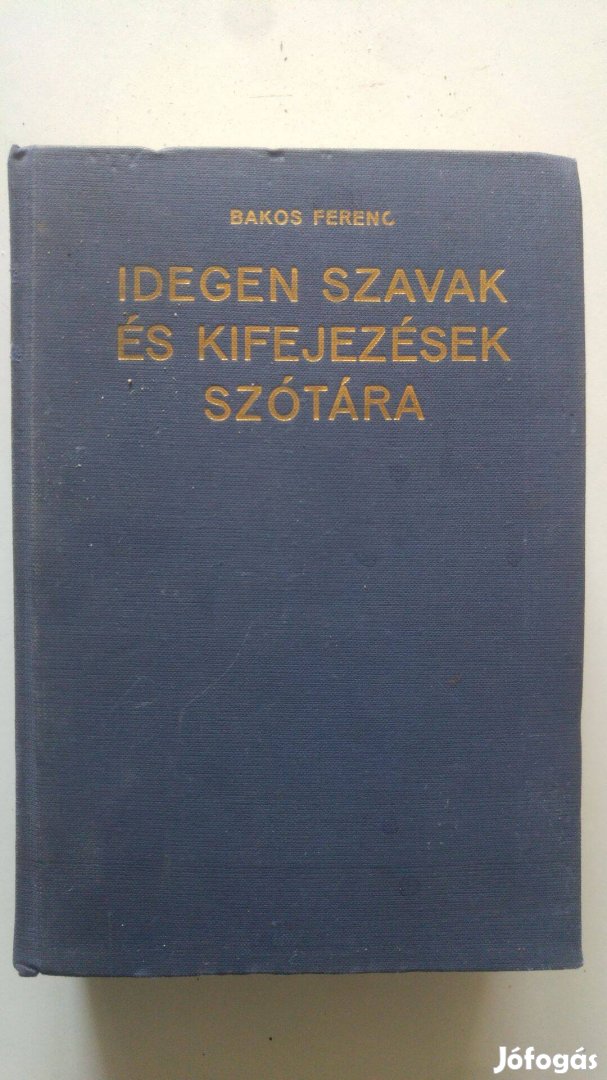 BAKOS FERENC
IDEGEN SZAVAK
ÉS KIFEJEZÉSEK
SZÓTÁRA
Jófogás